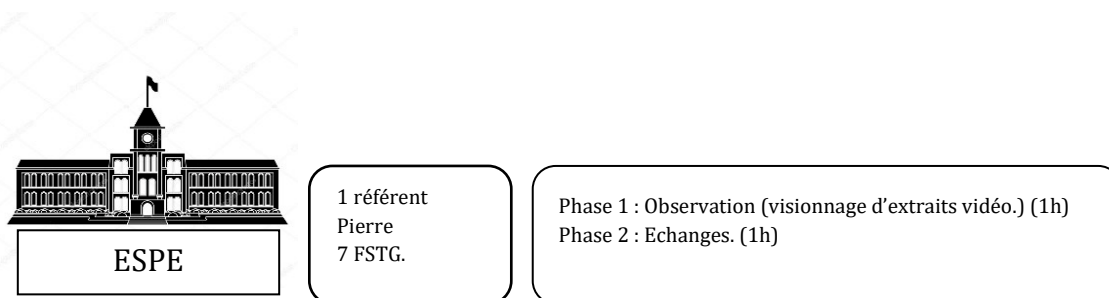 ESPE
1 référent
Pierre
7 FSTG.
Phase 1 : Observation (visionnage d’extraits vidéo.) (1h)
Phase 2 : Echanges. (1h)